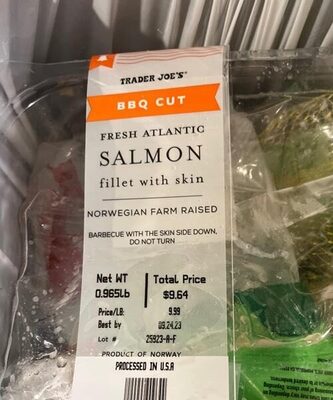 TRADER JOE'S®
BBQ CUT
FRESH ATLANTIC
SALMON
fillet with skin
NORWEGIAN FARM RAISED
BARBECUE WITH THE SKIN SIDE DOWN,
DO NOT TURN
Net WT Total Price
0.965lb $9.64
Price/LB: 9.99
Best by 09.24.23
Lot # 25923-A-F
PRODUCT OF NORWAY
PROCESSED IN U.S.A